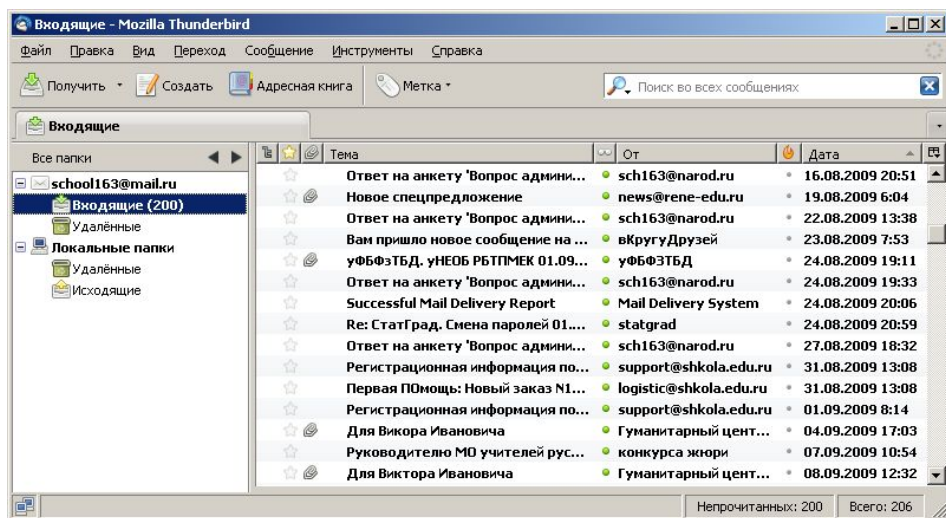 Входящие - Mozilla Thunderbird
Файл Правка Вид Переход Сообщение Инструменты Справка
Получить Создать Адресная книга Метка Поиск во всех сообщениях
Входящие
Все папки Тема От Дата
school163@mail.ru
Входящие (200)
Удалённые
Локальные папки
Удалённые
Исходящие
Ответ на анкету 'Вопрос админи... sch163@narod.ru 16.08.2009 20:51
Новое спецпредложение news@rene-edu.ru 19.08.2009 6:04
Ответ на анкету 'Вопрос админи... sch163@narod.ru 22.08.2009 13:38
Вам пришло новое сообщение на ... вКругуДрузей 23.08.2009 7:53
уФБФзТБД. уНЕОБ РБТПМЕК 01.09... уФБФЗТБД 24.08.2009 19:11
Ответ на анкету 'Вопрос админи... sch163@narod.ru 24.08.2009 19:33
Successful Mail Delivery Report Mail Delivery System 24.08.2009 20:06
Re: СтатГрад. Смена паролей 01.... statgrad 24.08.2009 20:59
Ответ на анкету 'Вопрос админи... sch163@narod.ru 27.08.2009 18:32
Регистрационная информация по... support@shkola.edu.ru 31.08.2009 13:08
Первая ПОмощь: Новый заказ N1... logistic@shkola.edu.ru 31.08.2009 13:08
Регистрационная информация по... support@shkola.edu.ru 01.09.2009 8:14
Для Викора Ивановича Гуманитарный цент... 04.09.2009 17:03
Руководителю МО учителей рус... конкурса жюри 07.09.2009 10:54
Для Виктора Ивановича Гуманитарный цент... 08.09.2009 12:32
Непрочитанных: 200 Всего: 206